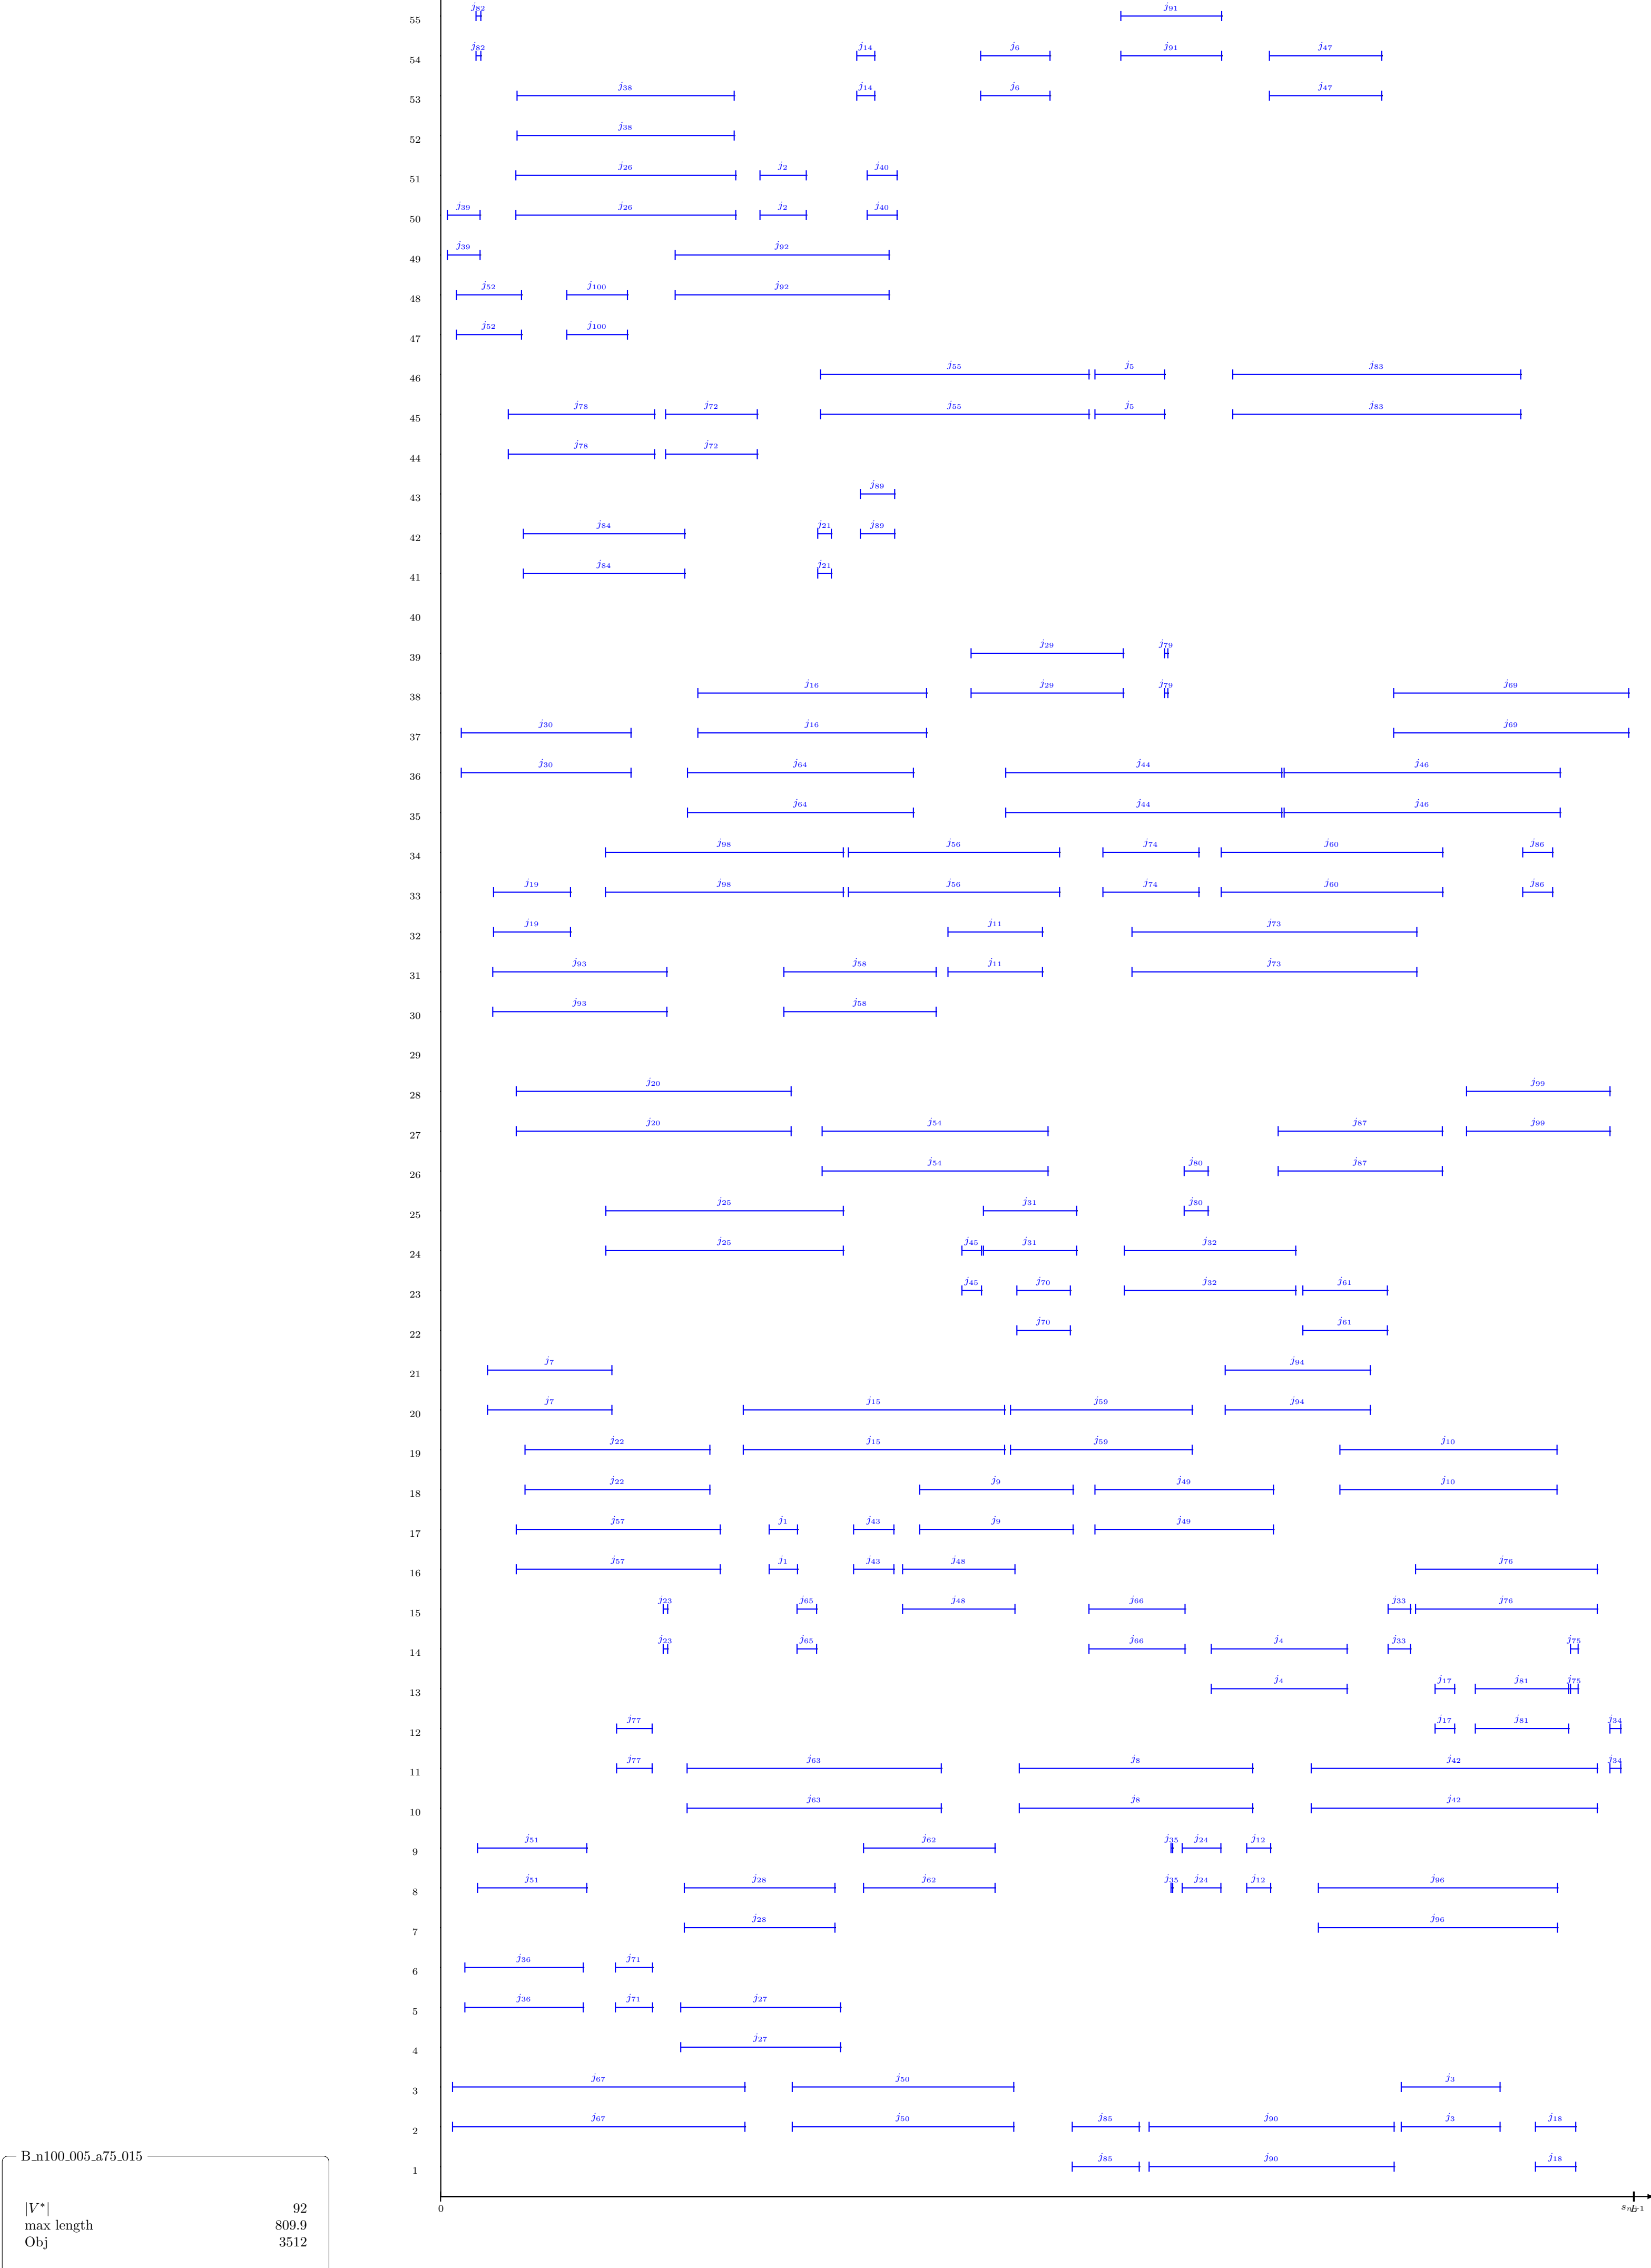 j82 j91
55
j82 j14 j6 j91 j47
54
j38 j14 j6 j47
53
j38
52
j26 j2 j40
51
j39 j26 j2 j40
50
j39 j92
49
j52 j100 j92
48
j52 j100
47
j55 j5 j83
46
j78 j72 j55 j5 j83
45
j78 j72
44
j89
43
j84 j21 j89
42
j84 j21
41
40
j29 j79
39
j16 j29 j79 j69
38
j30 j16 j69
37
j30 j64 j44 j46
36
j64 j44 j46
35
j98 j56 j74 j60 j86
34
j19 j98 j56 j74 j60 j86
33
j19 j11 j73
32
j93 j58 j11 j73
31
j93 j58
30
29
j20 j99
28
j20 j54 j87 j99
27
j54 j80 j87
26
j25 j31 j80
25
j25 j45 j31 j32
24
j45 j70 j32 j61
23
j70 j61
22
j7 j94
21
j7 j15 j59 j94
20
j22 j15 j59 j10
19
j22 j9 j49 j10
18
j57 j1 j43 j9 j49
17
j57 j1 j43 j48 j76
16
j23 j65 j48 j66 j33 j76
15
j23 j65 j66 j4 j33 j75
14
j4 j17 j81 j75
13
j77 j17 j81 j34
12
j77 j63 j8 j42 j34
11
j63 j8 j42
10
j51 j62 j35 j24 j12
9
j51 j28 j62 j35 j24 j12 j96
8
j28 j96
7
j36 j71
6
j36 j71 j27
5
j27
4
j67 j50 j3
3
j67 j50 j85 j90 j3 j18
2
j85 j90 j18
1
0
B_n100_005_a75_015
|V*| 92
max length 809.9
Obj 3512